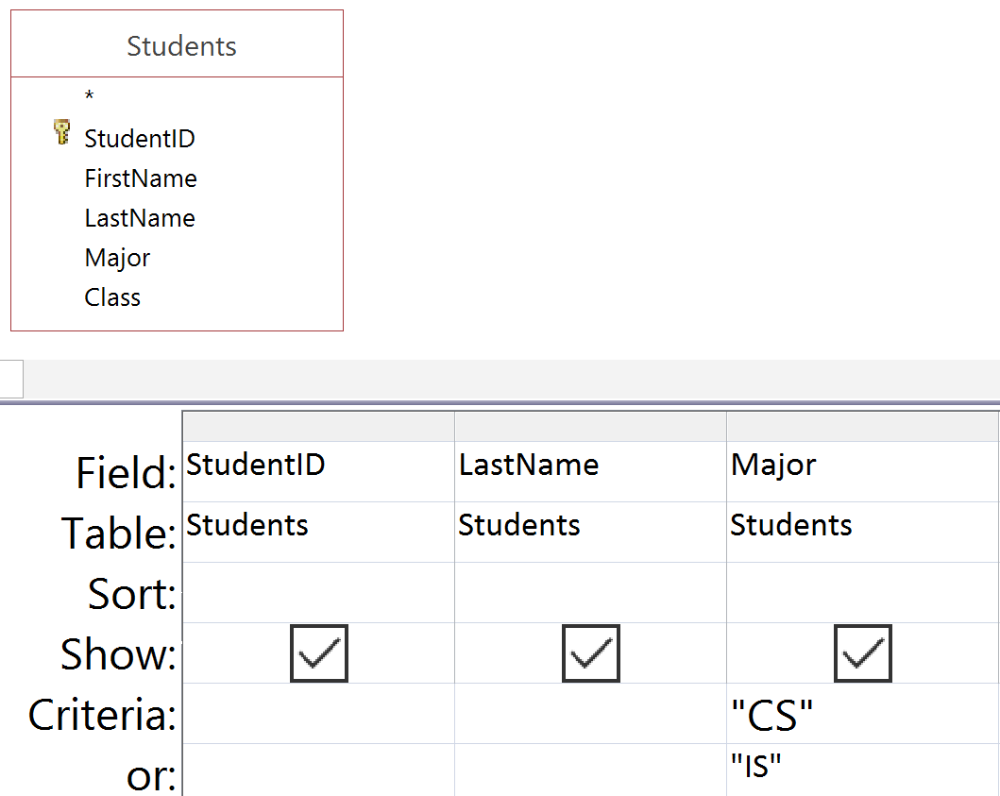 Students
*
StudentID
FirstName
LastName
Major
Class
Field: StudentID LastName Major
Table: Students Students Students
Sort:
Show:
Criteria: "CS"
or: "IS"